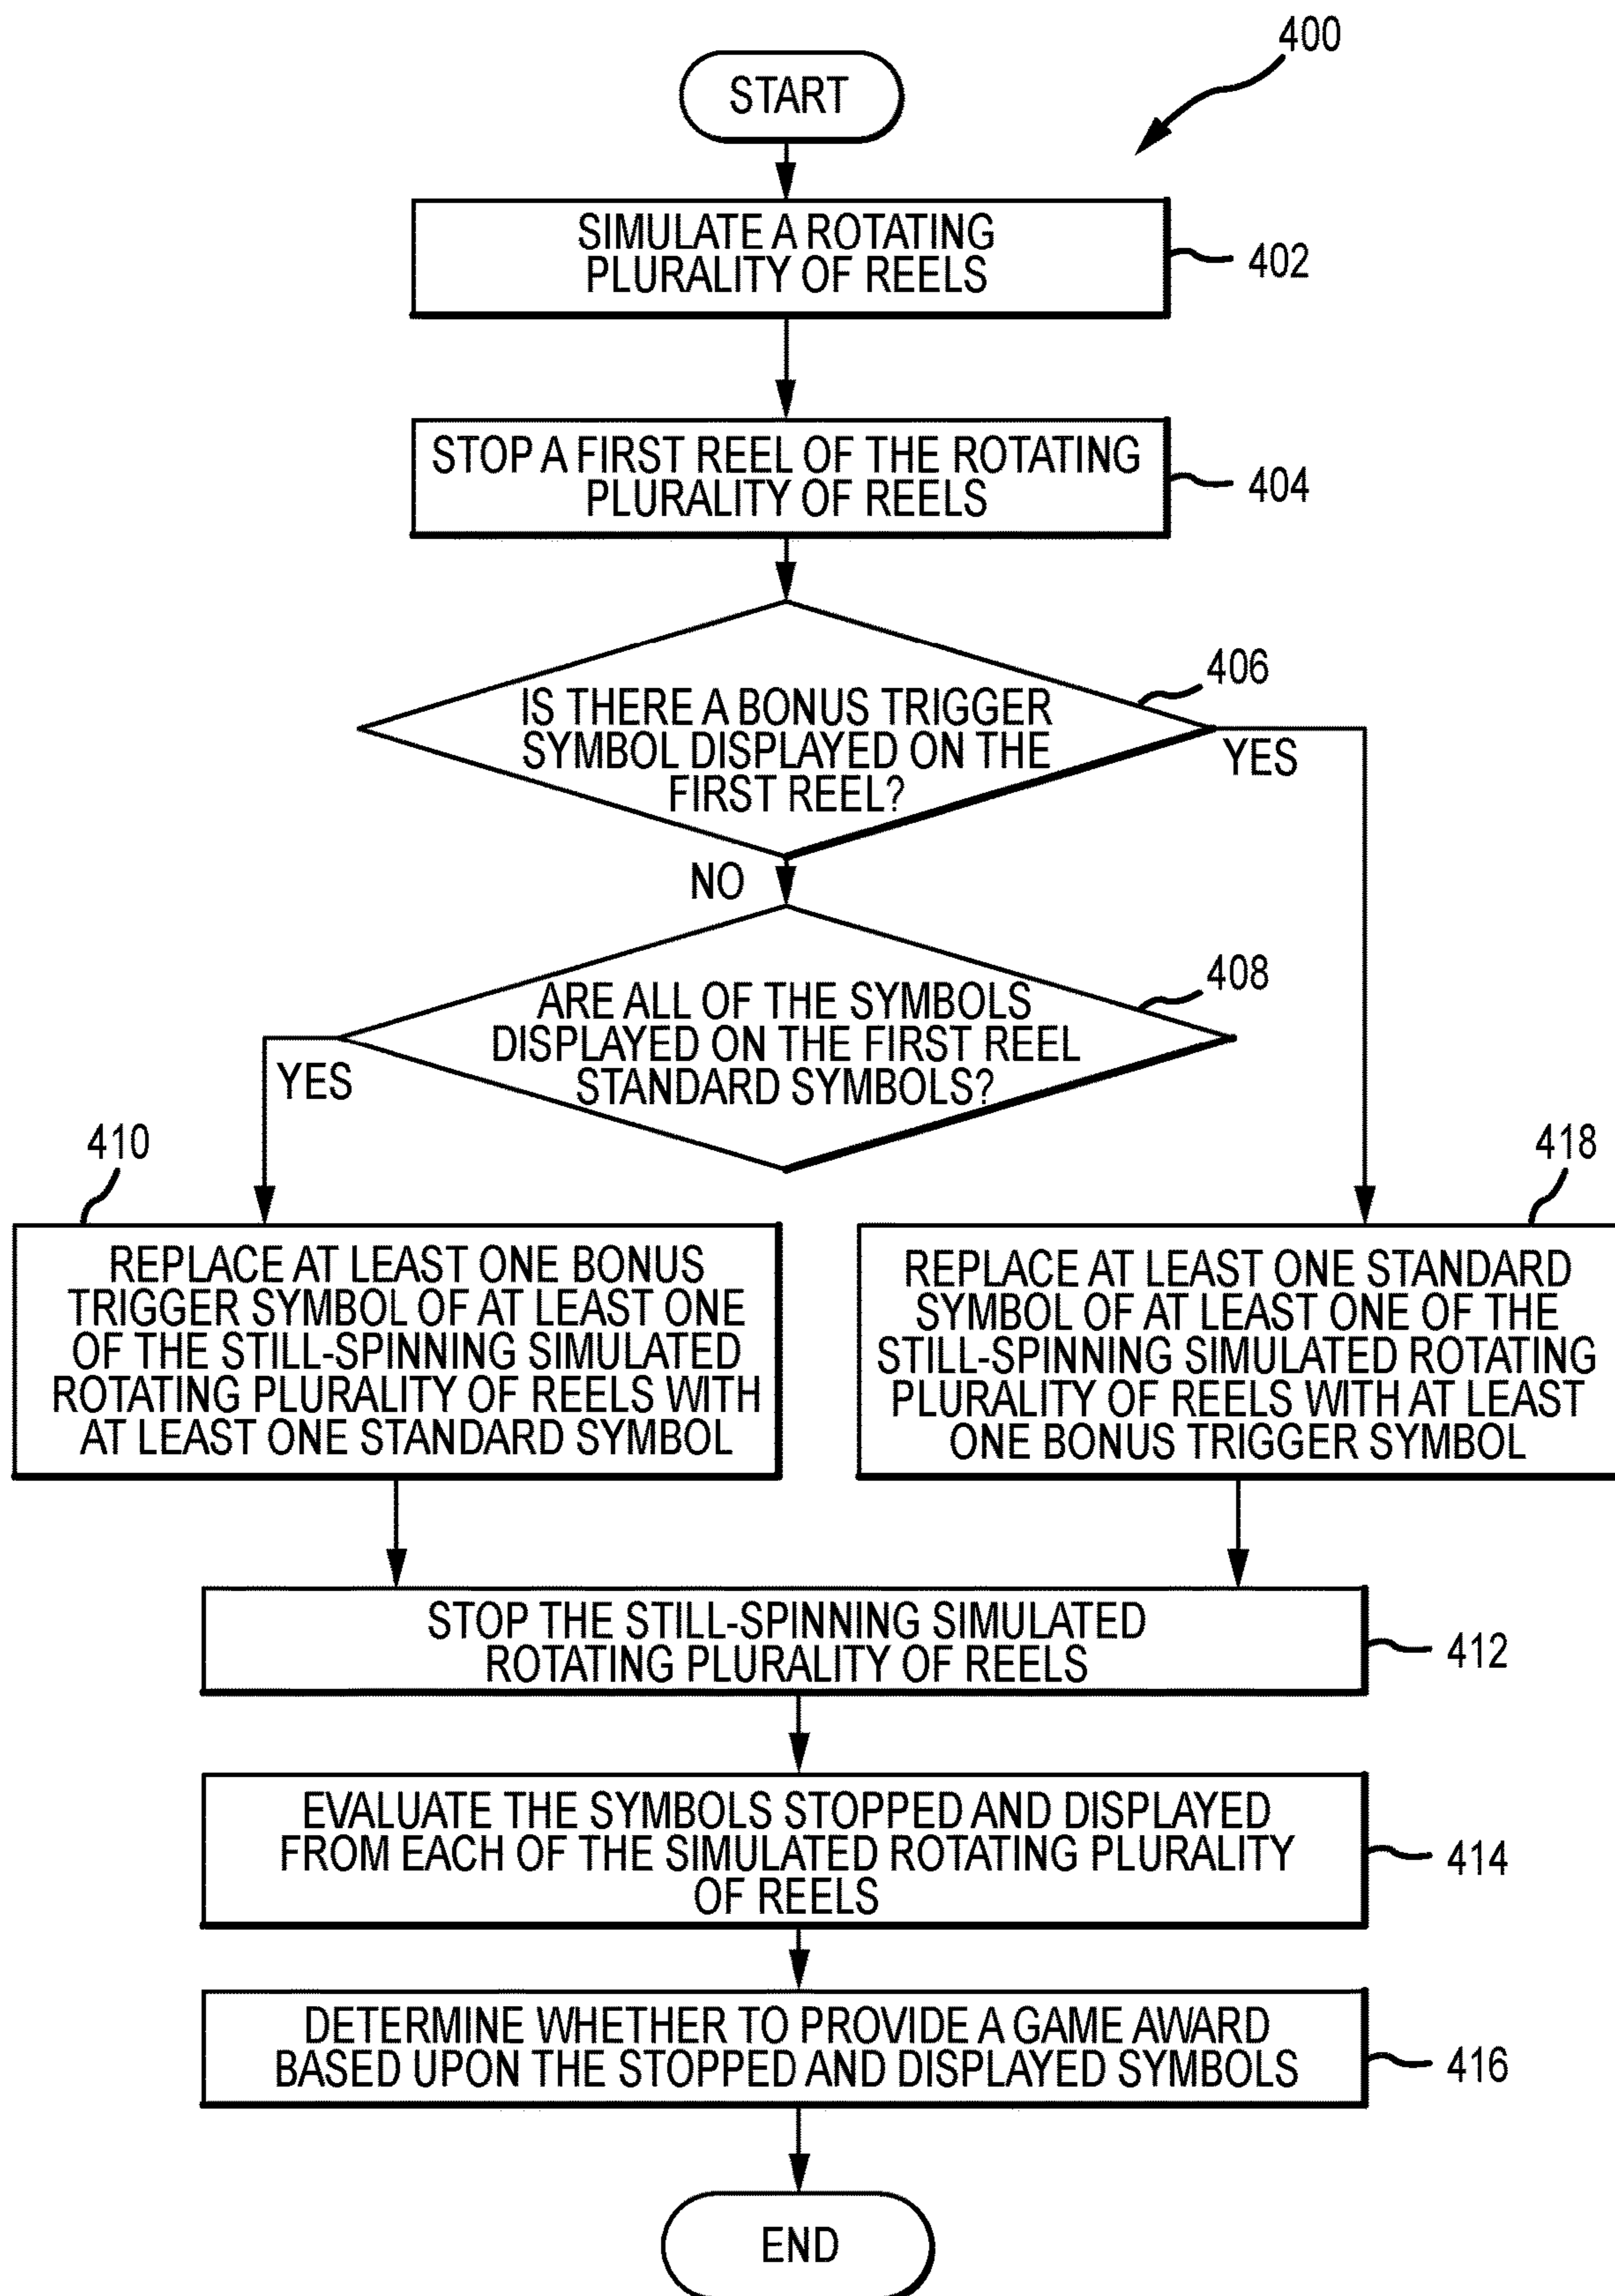 400
START
SIMULATE A ROTATING
PLURALITY OF REELS
402
STOP A FIRST REEL OF THE ROTATING
PLURALITY OF REELS
404
406
IS THERE A BONUS TRIGGER
SYMBOL DISPLAYED ON THE
FIRST REEL?
YES
NO
408
ARE ALL OF THE SYMBOLS
DISPLAYED ON THE FIRST REEL
STANDARD SYMBOLS?
YES
410
REPLACE AT LEAST ONE BONUS
TRIGGER SYMBOL OF AT LEAST ONE
OF THE STILL-SPINNING SIMULATED
ROTATING PLURALITY OF REELS WITH
AT LEAST ONE STANDARD SYMBOL
418
REPLACE AT LEAST ONE STANDARD
SYMBOL OF AT LEAST ONE OF THE
STILL-SPINNING SIMULATED ROTATING
PLURALITY OF REELS WITH AT LEAST
ONE BONUS TRIGGER SYMBOL
STOP THE STILL-SPINNING SIMULATED
ROTATING PLURALITY OF REELS
412
EVALUATE THE SYMBOLS STOPPED AND DISPLAYED
FROM EACH OF THE SIMULATED ROTATING PLURALITY
OF REELS
414
DETERMINE WHETHER TO PROVIDE A GAME AWARD
BASED UPON THE STOPPED AND DISPLAYED SYMBOLS
416
END